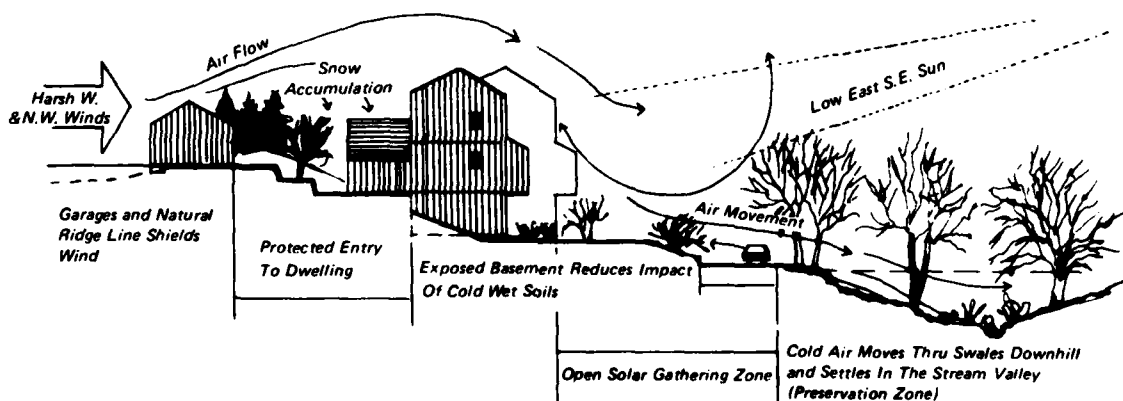 Air Flow
Snow
Accumulation
Harsh W.
& N.W. Winds
Low East S.E. Sun
Air Movement
Garages and Natural
Ridge Line Shields
Wind
Protected Entry
To Dwelling
Exposed Basement Reduces Impact
Of Cold Wet Soils
Open Solar Gathering Zone
Cold Air Moves Thru Swales Downhill
and Settles In The Stream Valley
(Preservation Zone)